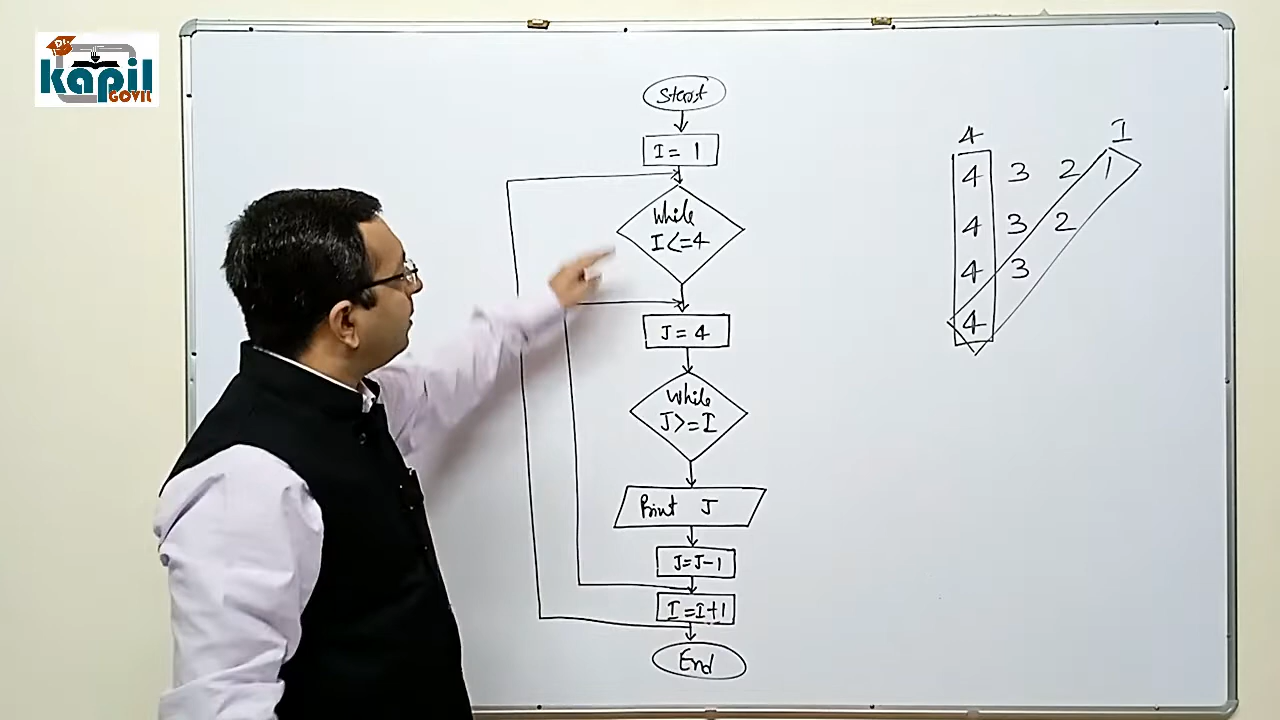 Dr.
kapil
GOVIL
Start
I = 1
While
I<=4
J = 4
While
J>=I
Print J
J=J-1
I=I+1
End
4 I
4 3 2 1
4 3 2
4 3
4